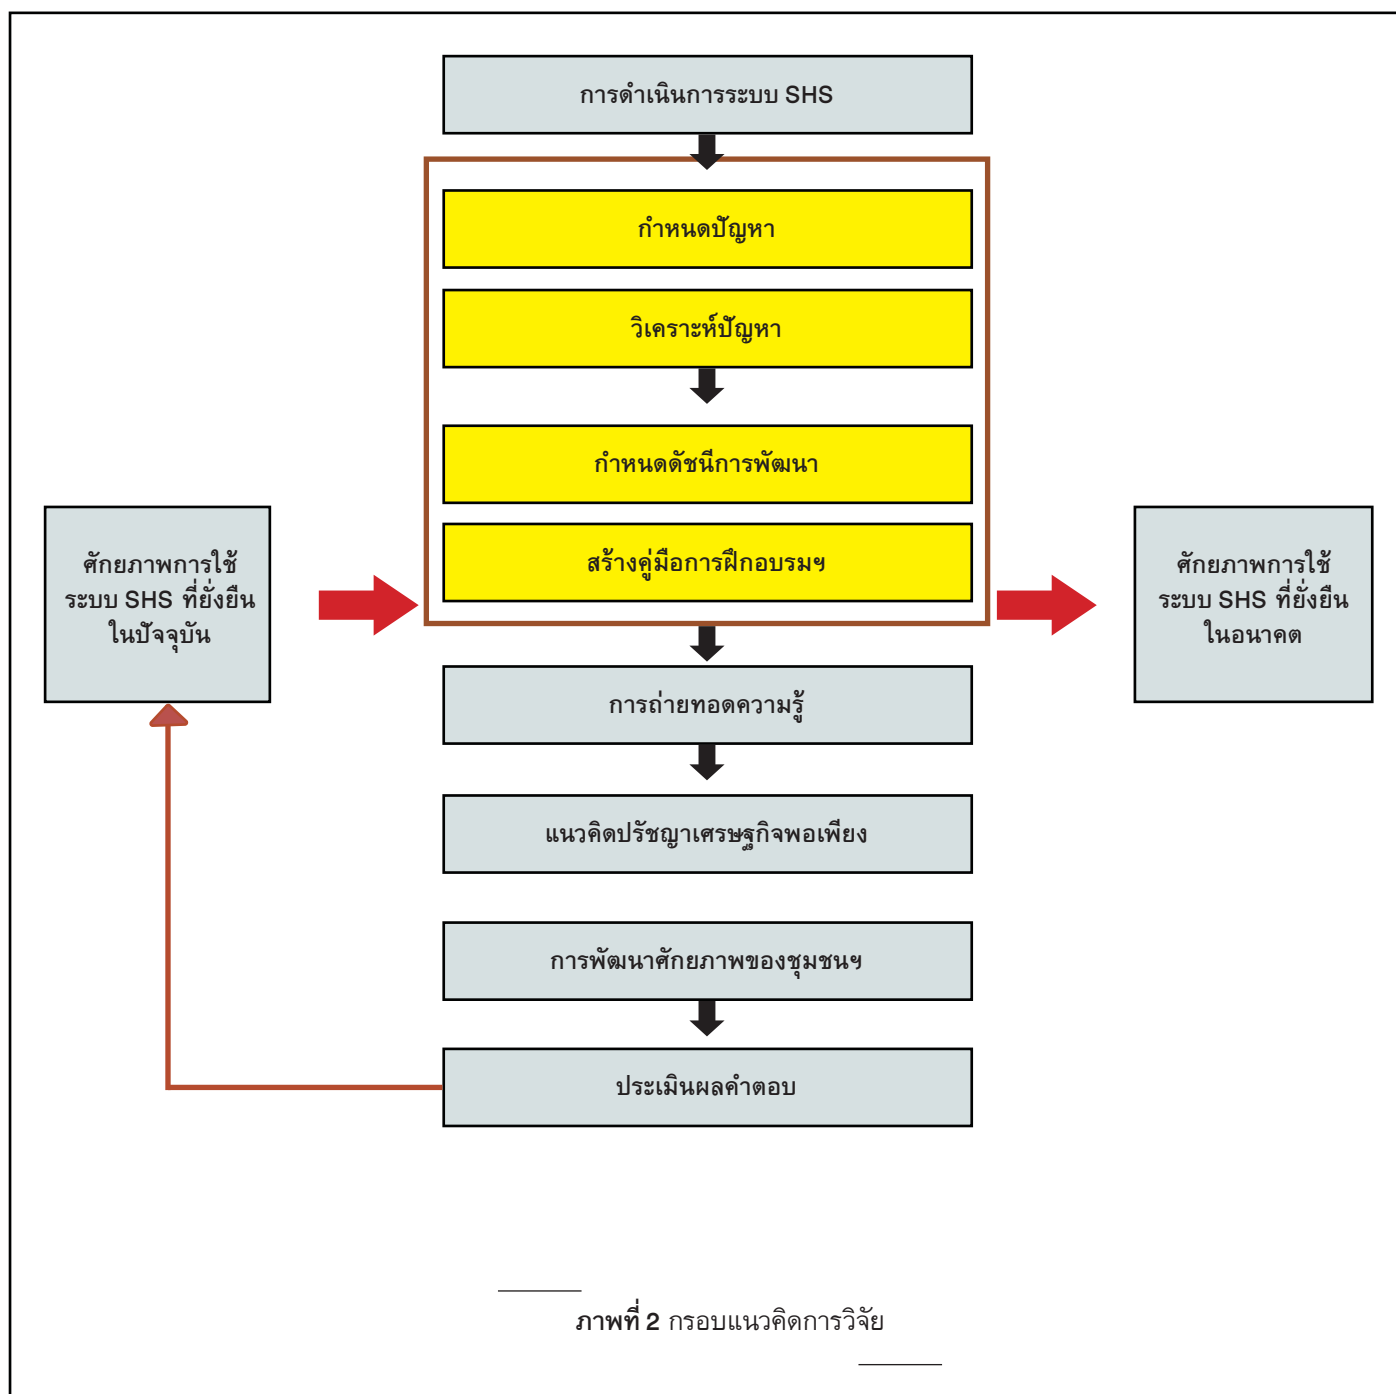 การดำเนินการระบบ SHS
กำหนดปัญหา
วิเคราะห์ปัญหา
กำหนดดัชนีการพัฒนา
สร้างคู่มือการฝึกอบรมฯ
ศักยภาพการใช้
ระบบ SHS ที่ยั่งยืน
ในปัจจุบัน
ศักยภาพการใช้
ระบบ SHS ที่ยั่งยืน
ในอนาคต
การถ่ายทอดความรู้
แนวคิดปรัชญาเศรษฐกิจพอเพียง
การพัฒนาศักยภาพของชุมชนฯ
ประเมินผลคำตอบ
ภาพที่ 2 กรอบแนวคิดการวิจัย